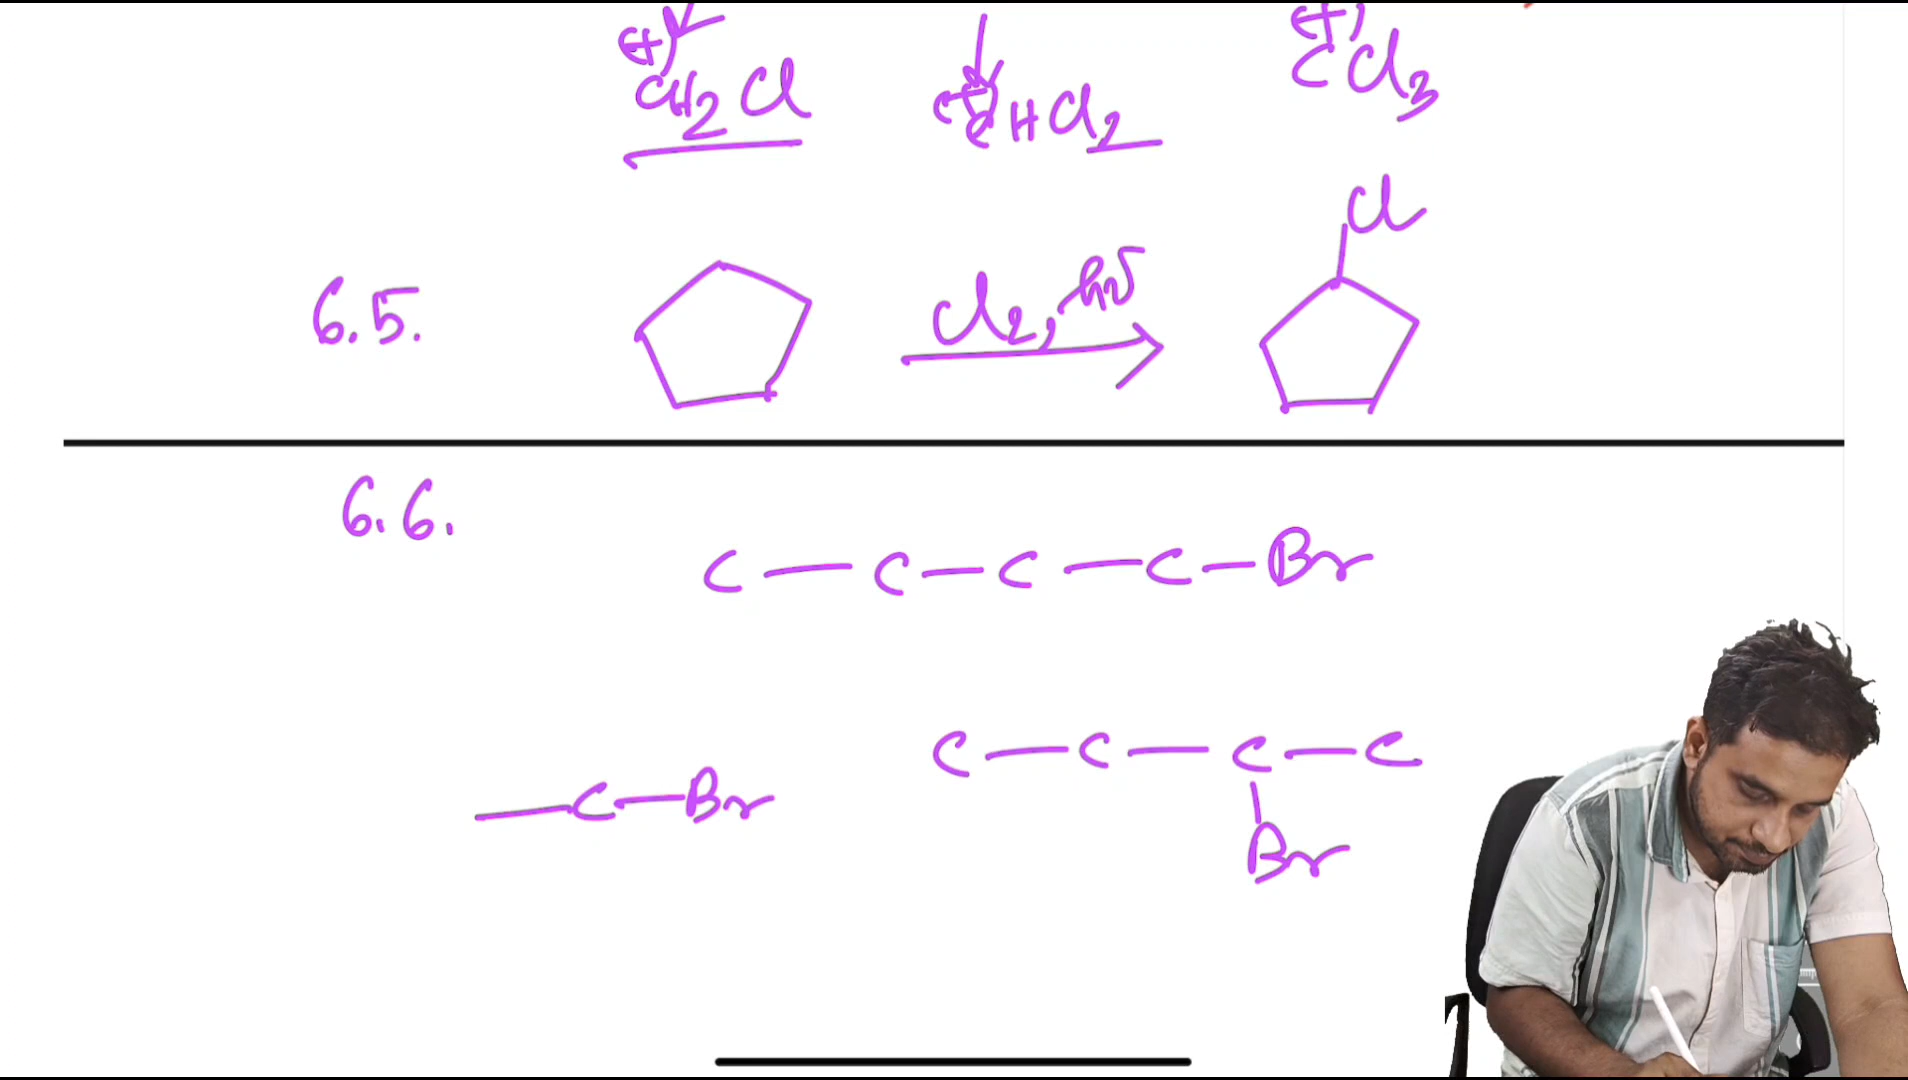 (+) (+)
CH2Cl CHCl2 CCl3
Cl
6.5. Cl2, hν
6.6.
C — C — C — C — Br
C — C — C — C
— C — Br
Br